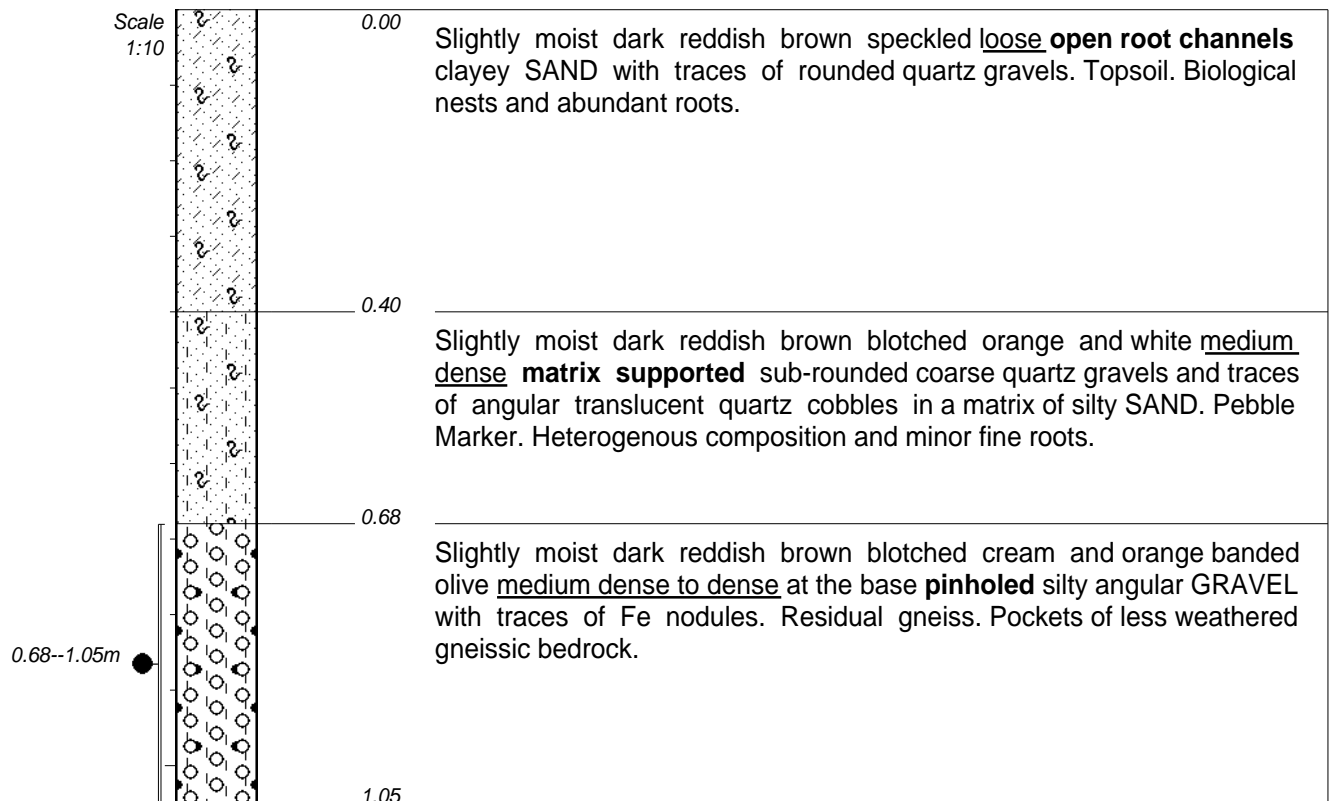 Scale
1:10
0.00
Slightly moist dark reddish brown speckled loose open root channels
clayey SAND with traces of rounded quartz gravels. Topsoil. Biological
nests and abundant roots.
0.40
Slightly moist dark reddish brown blotched orange and white medium
dense matrix supported sub-rounded coarse quartz gravels and traces
of angular translucent quartz cobbles in a matrix of silty SAND. Pebble
Marker. Heterogenous composition and minor fine roots.
0.68
Slightly moist dark reddish brown blotched cream and orange banded
olive medium dense to dense at the base pinholed silty angular GRAVEL
with traces of Fe nodules. Residual gneiss. Pockets of less weathered
gneissic bedrock.
0.68--1.05m
1.05